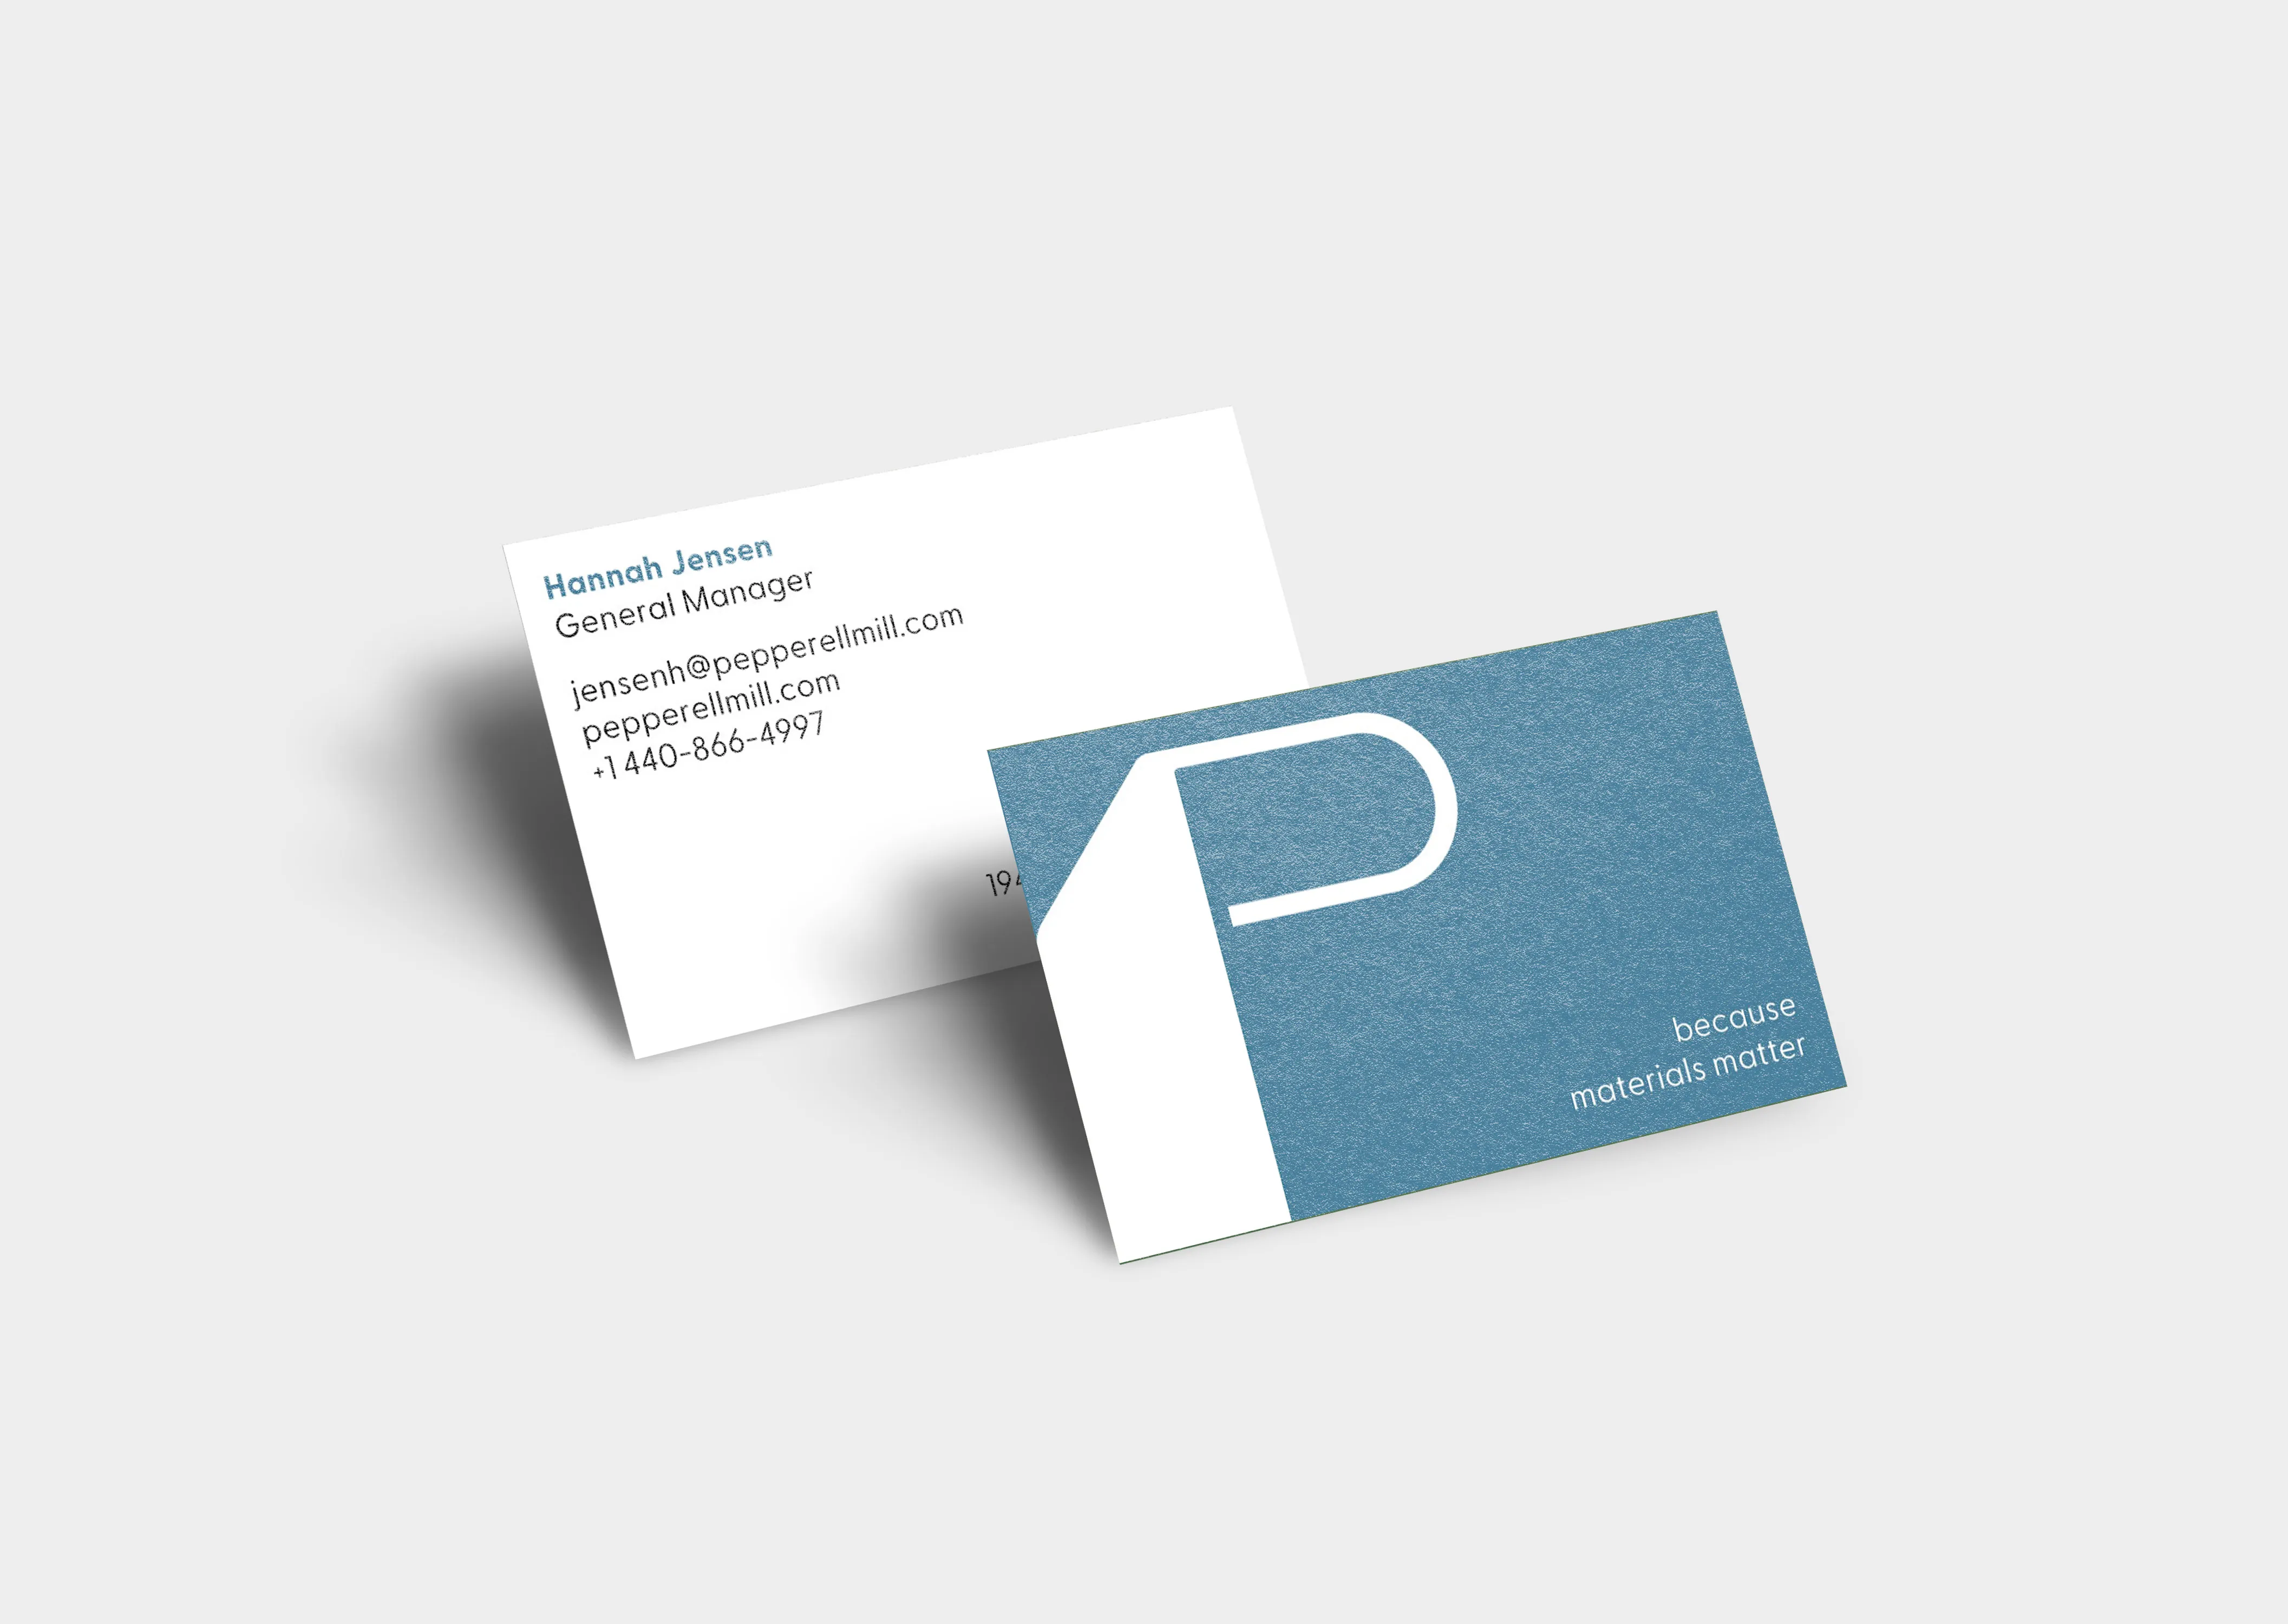 Hannah Jensen
General Manager
jensenh@pepperellmill.com
pepperellmill.com
+1 440-866-4997
P
because
materials matter